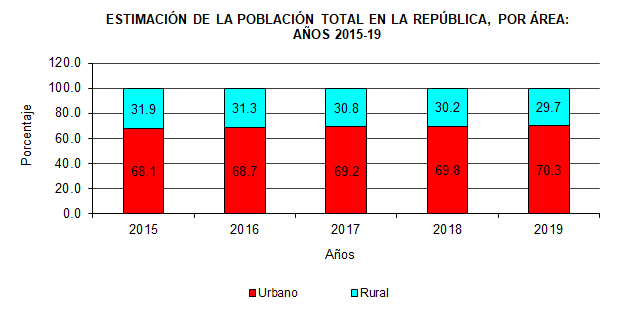 ESTIMACIÓN DE LA POBLACIÓN TOTAL EN LA REPÚBLICA, POR ÁREA:
AÑOS 2015-19
Porcentaje
120.0
100.0
80.0
60.0
40.0
20.0
0.0
31.9 31.3 30.8 30.2 29.7
68.1 68.7 69.2 69.8 70.3
2015 2016 2017 2018 2019
Años
Urbano Rural